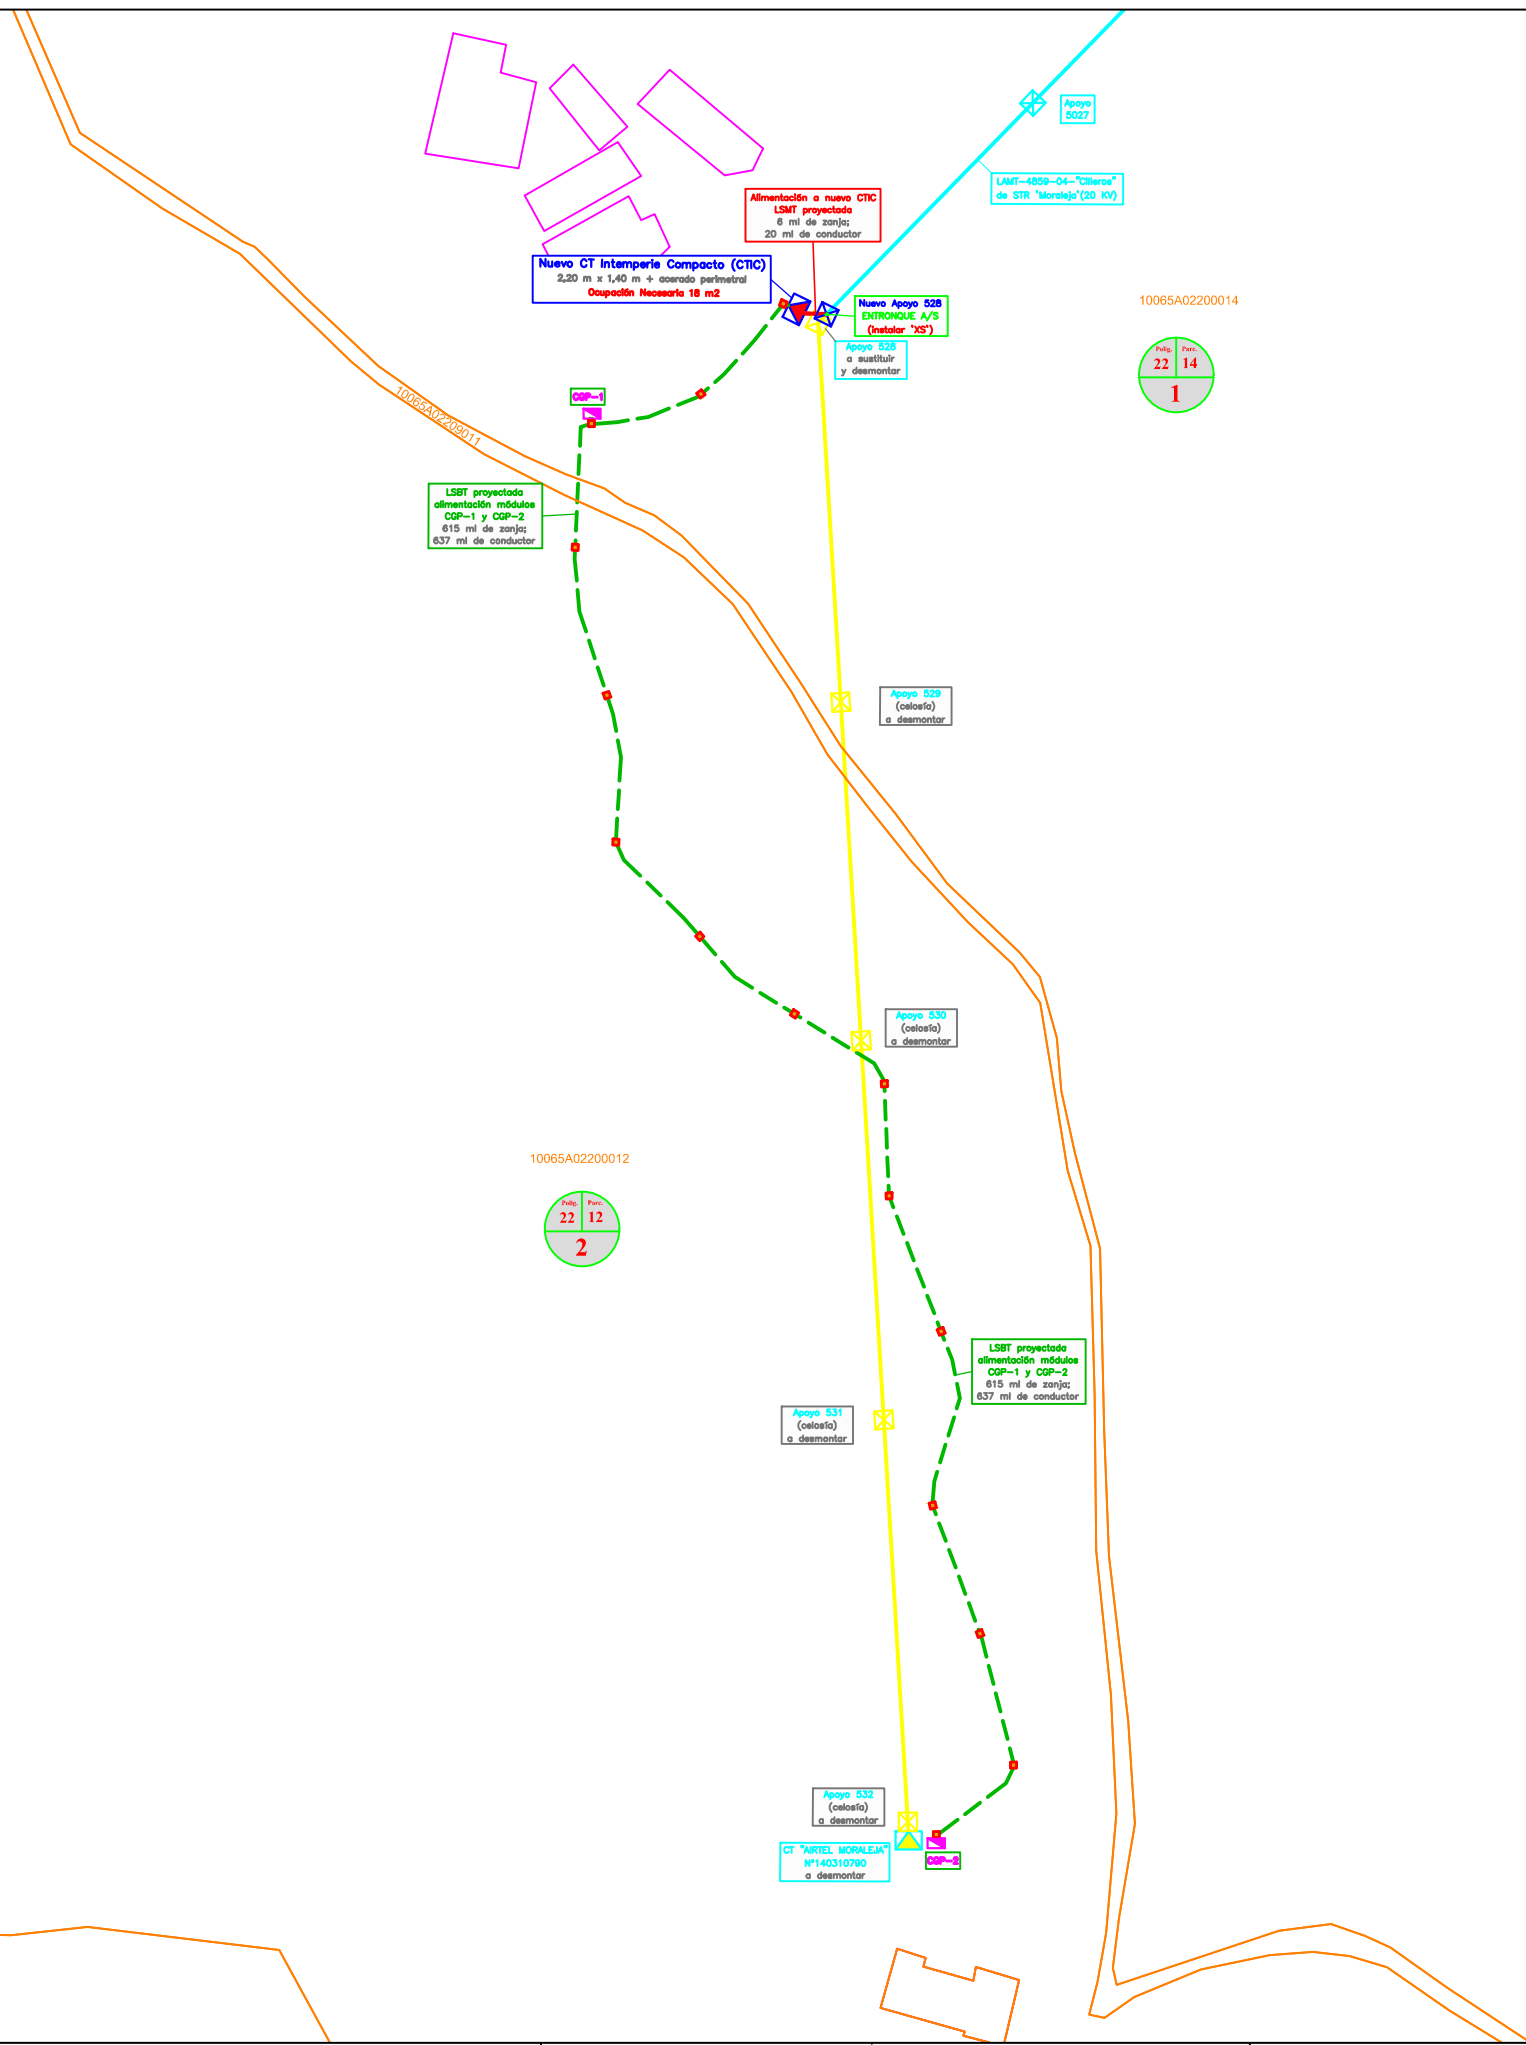 Apoyo
5027
LAMT-4859-04-"Cilleros"
de STR "Moraleja"(20 KV)
Alimentación a nuevo CTIC
LSMT proyectada
6 ml de zanja;
20 ml de conductor
Nuevo CT Intemperie Compacto (CTIC)
2,20 m x 1,40 m + acerado perimetral
Ocupación Necesaria 18 m2
Nuevo Apoyo 528
ENTRONQUE A/S
(instalar "XS")
Apoyo 528
a sustituir
y desmontar
10065A02200014
Polig. Parc.
22 14
1
CGP-1
10065A02209011
LSBT proyectada
alimentación módulos
CGP-1 y CGP-2
615 ml de zanja;
637 ml de conductor
Apoyo 529
(celosía)
a desmontar
Apoyo 530
(celosía)
a desmontar
10065A02200012
Polig. Parc.
22 12
2
LSBT proyectada
alimentación módulos
CGP-1 y CGP-2
615 ml de zanja;
637 ml de conductor
Apoyo 531
(celosía)
a desmontar
Apoyo 532
(celosía)
a desmontar
CT "AIRTEL MORALEJA"
Nº140310790
a desmontar
CGP-2